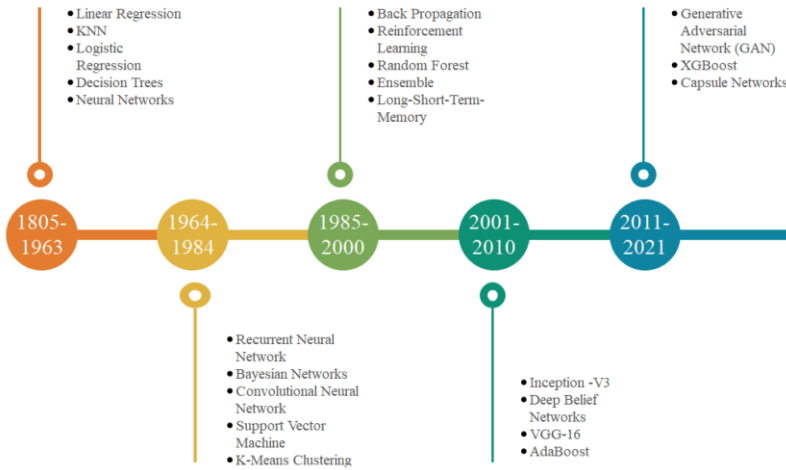 • Linear Regression
• KNN
• Logistic
Regression
• Decision Trees
• Neural Networks
• Back Propagation
• Reinforcement
Learning
• Random Forest
• Ensemble
• Long-Short-Term-
Memory
• Generative
Adversarial
Network (GAN)
• XGBoost
• Capsule Networks
1805-
1963
1964-
1984
1985-
2000
2001-
2010
2011-
2021
• Recurrent Neural
Network
• Bayesian Networks
• Convolutional Neural
Network
• Support Vector
Machine
• K-Means Clustering
• Inception -V3
• Deep Belief
Networks
• VGG-16
• AdaBoost